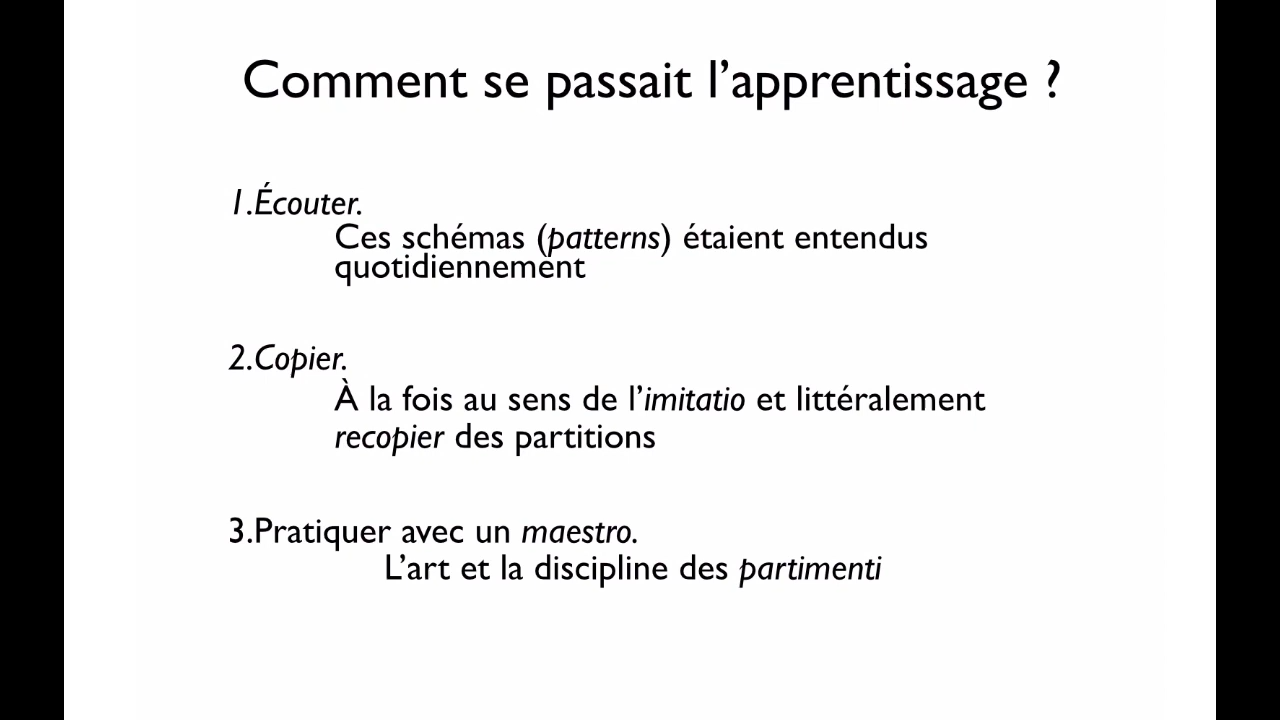 Comment se passait l’apprentissage ?
1.Écouter.
Ces schémas (patterns) étaient entendus
quotidiennement
2.Copier.
À la fois au sens de l’imitatio et littéralement
recopier des partitions
3.Pratiquer avec un maestro.
L’art et la discipline des partimenti